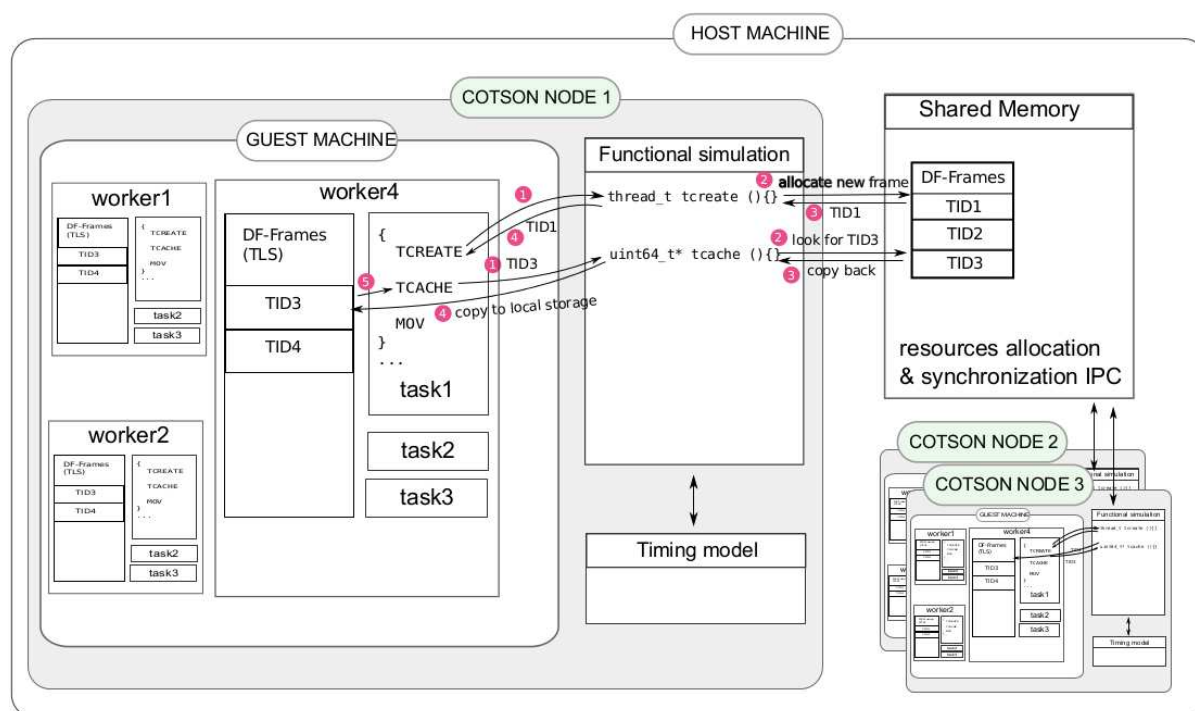 HOST MACHINE
COTSON NODE 1
GUEST MACHINE
worker1
DF-Frames
(TLS)
TID3
TID4
{
TCREATE
TCACHE
MOV
}
...
task2
task3
worker2
DF-Frames
(TLS)
TID3
TID4
{
TCREATE
TCACHE
MOV
}
...
task2
task3
worker4
DF-Frames
(TLS)
TID3
TID4
{
TCREATE
TCACHE
MOV
}
...
task1
task2
task3
1
4 TID1
1 TID3
5
4 copy to local storage
Functional simulation
thread_t tcreate (){}
uint64_t* tcache (){}
2 allocate new frame
3 TID1
2 look for TID3
3 copy back
Timing model
Shared Memory
DF-Frames
TID1
TID2
TID3
resources allocation
& synchronization IPC
COTSON NODE 2
COTSON NODE 3
GUEST MACHINE
worker1
worker2
worker4
DF-Frames
(TLS)
TID3
TID4
{
TCREATE
TCACHE
MOV
}
...
task1
task2
task3
Functional simulation
thread_t tcreate (){}
uint64_t* tcache (){}
Timing model